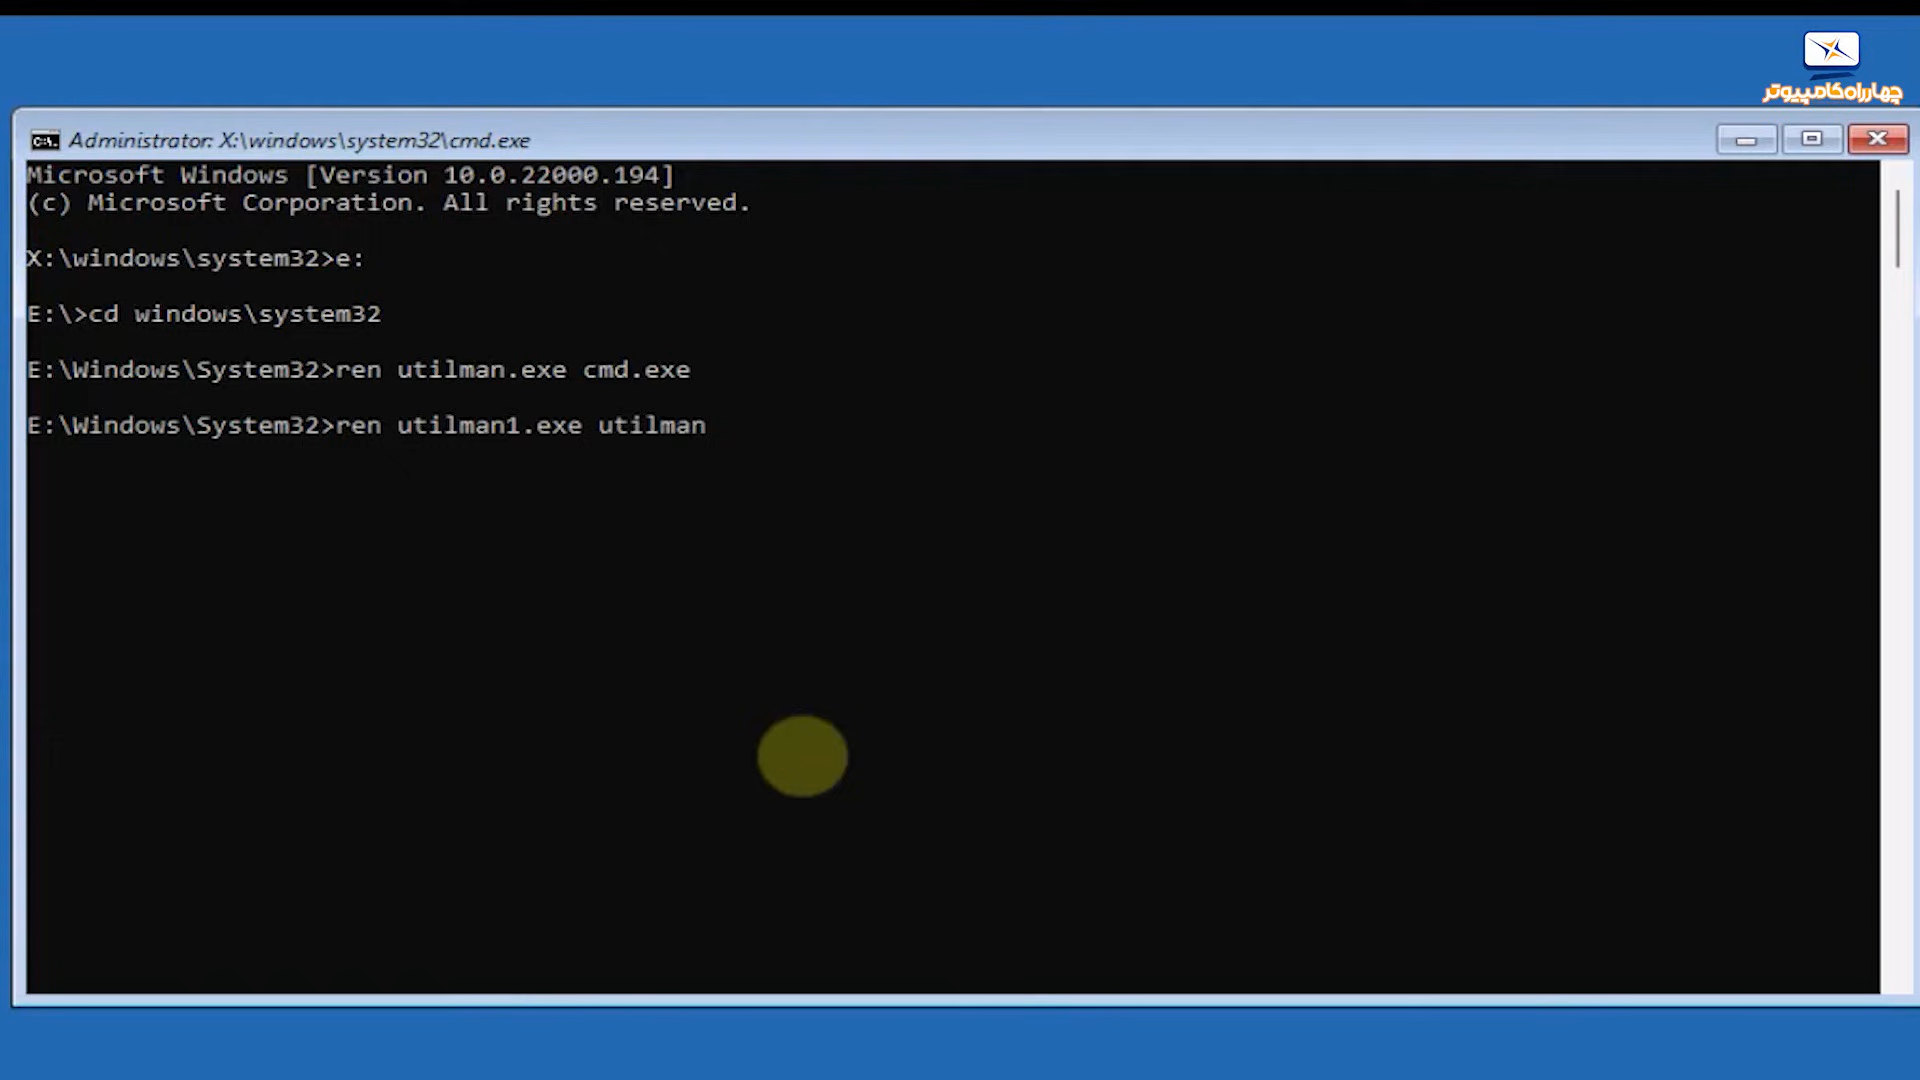 چهارراه کامپیوتر
Administrator: X:\windows\system32\cmd.exe
Microsoft Windows [Version 10.0.22000.194]
(c) Microsoft Corporation. All rights reserved.
X:\windows\system32>e:
E:\>cd windows\system32
E:\Windows\System32>ren utilman.exe cmd.exe
E:\Windows\System32>ren utilman1.exe utilman